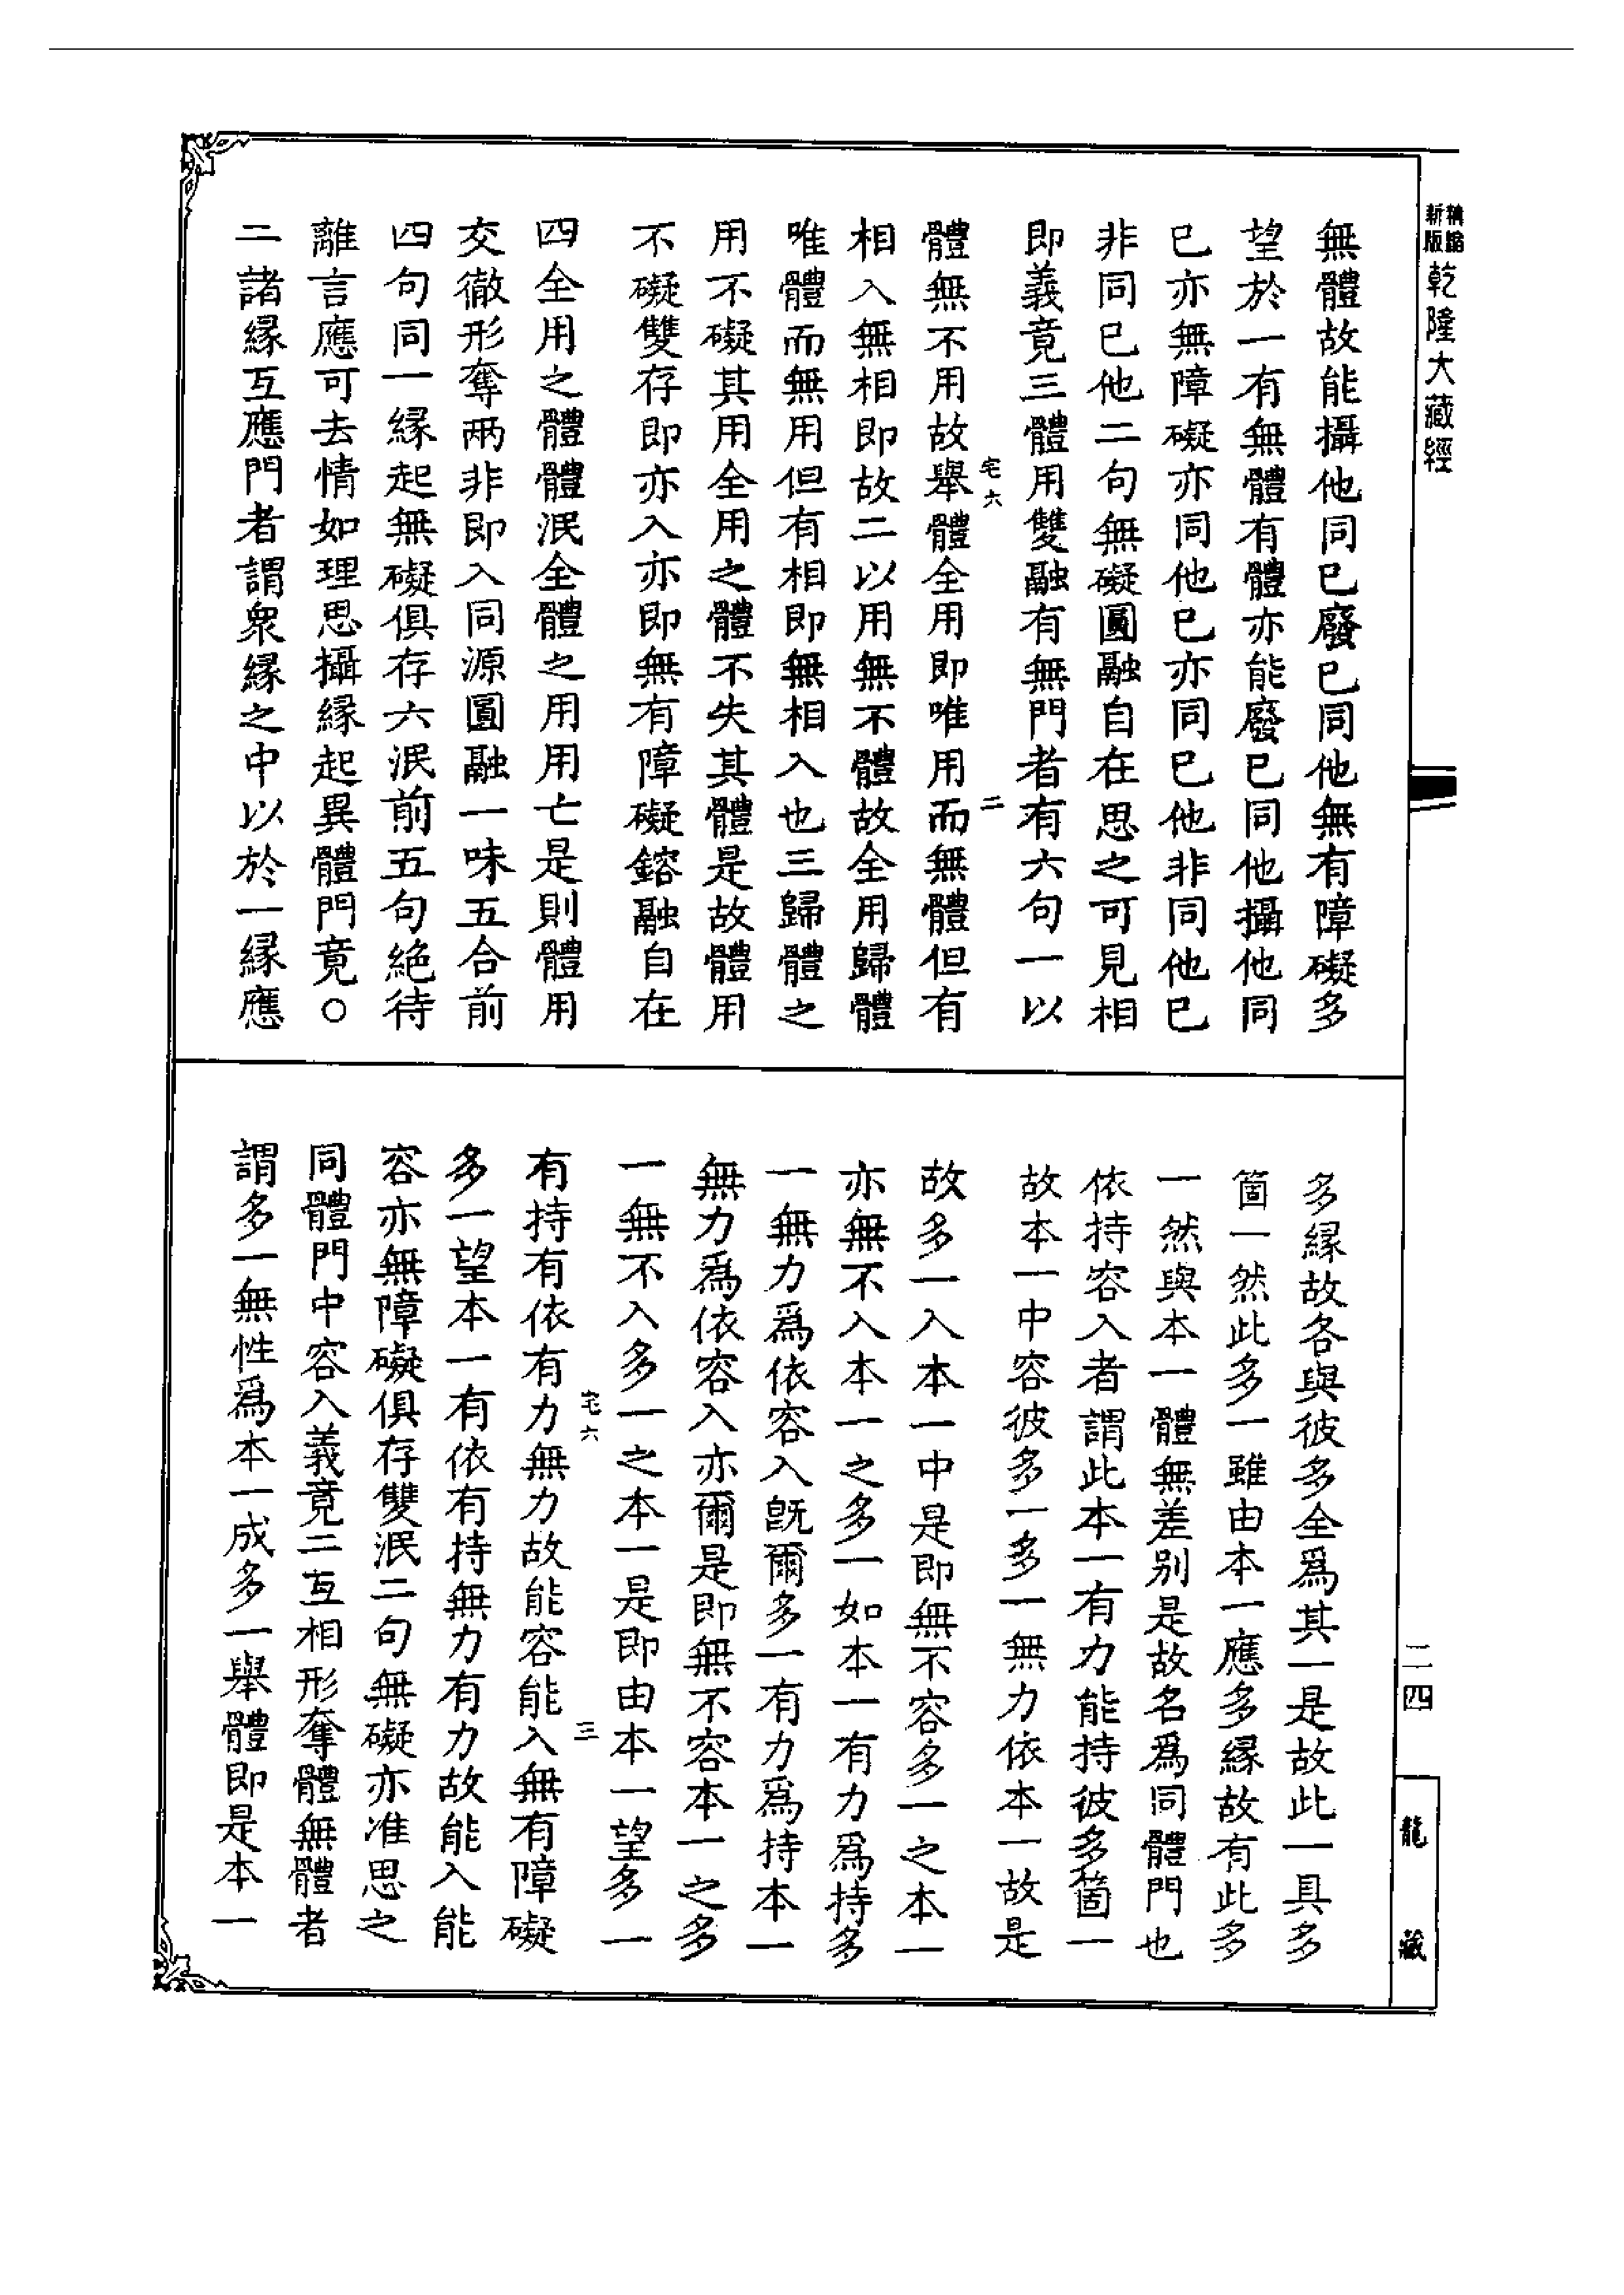 精縮新版乾隆大藏經
無體故能攝他同已廢已同他無有障礙多
望於一有無體有體亦能廢已同他攝他同
已亦無障礙亦同他已亦同已他非同他已
非同已他二句無礙圓融自在思之可見相
即義竟三體用雙融有無門者有六句一以
宅六 二
體無不用故舉體全用即唯用而無體但有
相入無相即故二以用無不體故全用歸體
唯體而無用但有相即無相入也三歸體之
用不礙其用全用之體不失其體是故體用
不礙雙存即亦入亦即無有障礙鎔融自在
四全用之體體泯全體之用用亡是則體用
交徹形奪兩非即入同源圓融一味五合前
四句同一緣起無礙俱存六泯前五句絕待
離言應可去情如理思攝緣起異體門竟○
二諸緣互應門者謂眾緣之中以於一緣應
多緣故各與彼多全爲其一是故此一具多
箇一然此多一雖由本一應多緣故有此多
一然與本一體無差別是故名爲同體門也
依持容入者謂此本一有力能持彼多箇一
故本一中容彼多一多一無力依本一故是
故多一入本一中是即無不容多一之本一
亦無不入本一之多一如本一有力爲持多
一無力爲依容入旣爾多一有力爲持本一
無力爲依容入亦爾是即無不容本一之多
一無不入多一之本一是即由本一望多一
宅六 三
有持有依有力無力故能容能入無有障礙
多一望本一有依有持無力有力故能入能
容亦無障礙俱存雙泯二句無礙亦准思之
同體門中容入義竟二互相形奪體無體者
謂多一無性爲本一成多一舉體即是本一
二四
龍藏